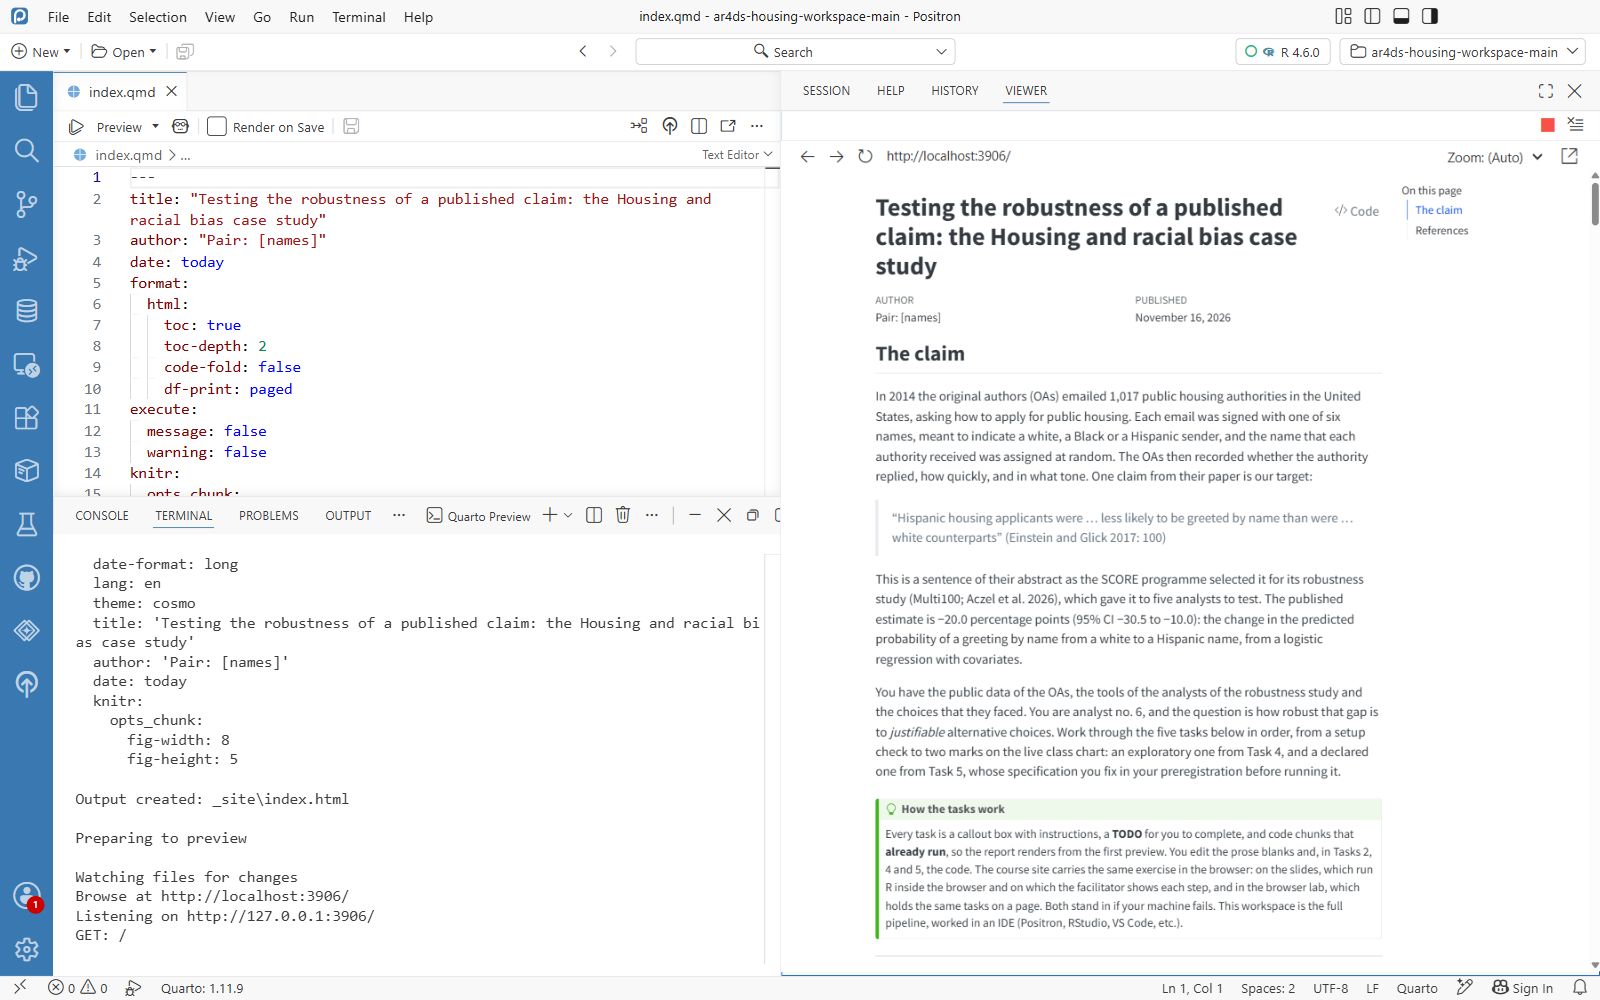 File Edit Selection View Go Run Terminal Help
index.qmd - ar4ds-housing-workspace-main - Positron
New Open
Search
R 4.6.0
ar4ds-housing-workspace-main
index.qmd
Preview Render on Save
index.qmd > ...
Text Editor
1 ---
2 title: "Testing the robustness of a published claim: the Housing and
racial bias case study"
3 author: "Pair: [names]"
4 date: today
5 format:
6 html:
7 toc: true
8 toc-depth: 2
9 code-fold: false
10 df-print: paged
11 execute:
12 message: false
13 warning: false
14 knitr:
15 opts_chunk:
CONSOLE TERMINAL PROBLEMS OUTPUT ... Quarto Preview
date-format: long
lang: en
theme: cosmo
title: 'Testing the robustness of a published claim: the Housing and racial bi
as case study'
author: 'Pair: [names]'
date: today
knitr:
opts_chunk:
fig-width: 8
fig-height: 5
Output created: _site\index.html
Preparing to preview
Watching files for changes
Browse at http://localhost:3906/
Listening on http://127.0.0.1:3906/
GET: /
SESSION HELP HISTORY VIEWER
http://localhost:3906/
Zoom: (Auto)
Testing the robustness of a published
claim: the Housing and racial bias case
study
</> Code
On this page
The claim
References
AUTHOR
Pair: [names]
PUBLISHED
November 16, 2026
The claim
In 2014 the original authors (OAs) emailed 1,017 public housing authorities in the United
States, asking how to apply for public housing. Each email was signed with one of six
names, meant to indicate a white, a Black or a Hispanic sender, and the name that each
authority received was assigned at random. The OAs then recorded whether the authority
replied, how quickly, and in what tone. One claim from their paper is our target:
“Hispanic housing applicants were … less likely to be greeted by name than were …
white counterparts” (Einstein and Glick 2017: 100)
This is a sentence of their abstract as the SCORE programme selected it for its robustness
study (Multi100; Aczel et al. 2026), which gave it to five analysts to test. The published
estimate is −20.0 percentage points (95% CI −30.5 to −10.0): the change in the predicted
probability of a greeting by name from a white to a Hispanic name, from a logistic
regression with covariates.
You have the public data of the OAs, the tools of the analysts of the robustness study and
the choices that they faced. You are analyst no. 6, and the question is how robust that gap is
to justifiable alternative choices. Work through the five tasks below in order, from a setup
check to two marks on the live class chart: an exploratory one from Task 4, and a declared
one from Task 5, whose specification you fix in your preregistration before running it.
How the tasks work
Every task is a callout box with instructions, a TODO for you to complete, and code chunks that
already run, so the report renders from the first preview. You edit the prose blanks and, in Tasks 2,
4 and 5, the code. The course site carries the same exercise in the browser: on the slides, which run
R inside the browser and on which the facilitator shows each step, and in the browser lab, which
holds the same tasks on a page. Both stand in if your machine fails. This workspace is the full
pipeline, worked in an IDE (Positron, RStudio, VS Code, etc.).
1
0 0 Quarto: 1.11.9
Ln 1, Col 1 Spaces: 2 UTF-8 LF Quarto Sign In